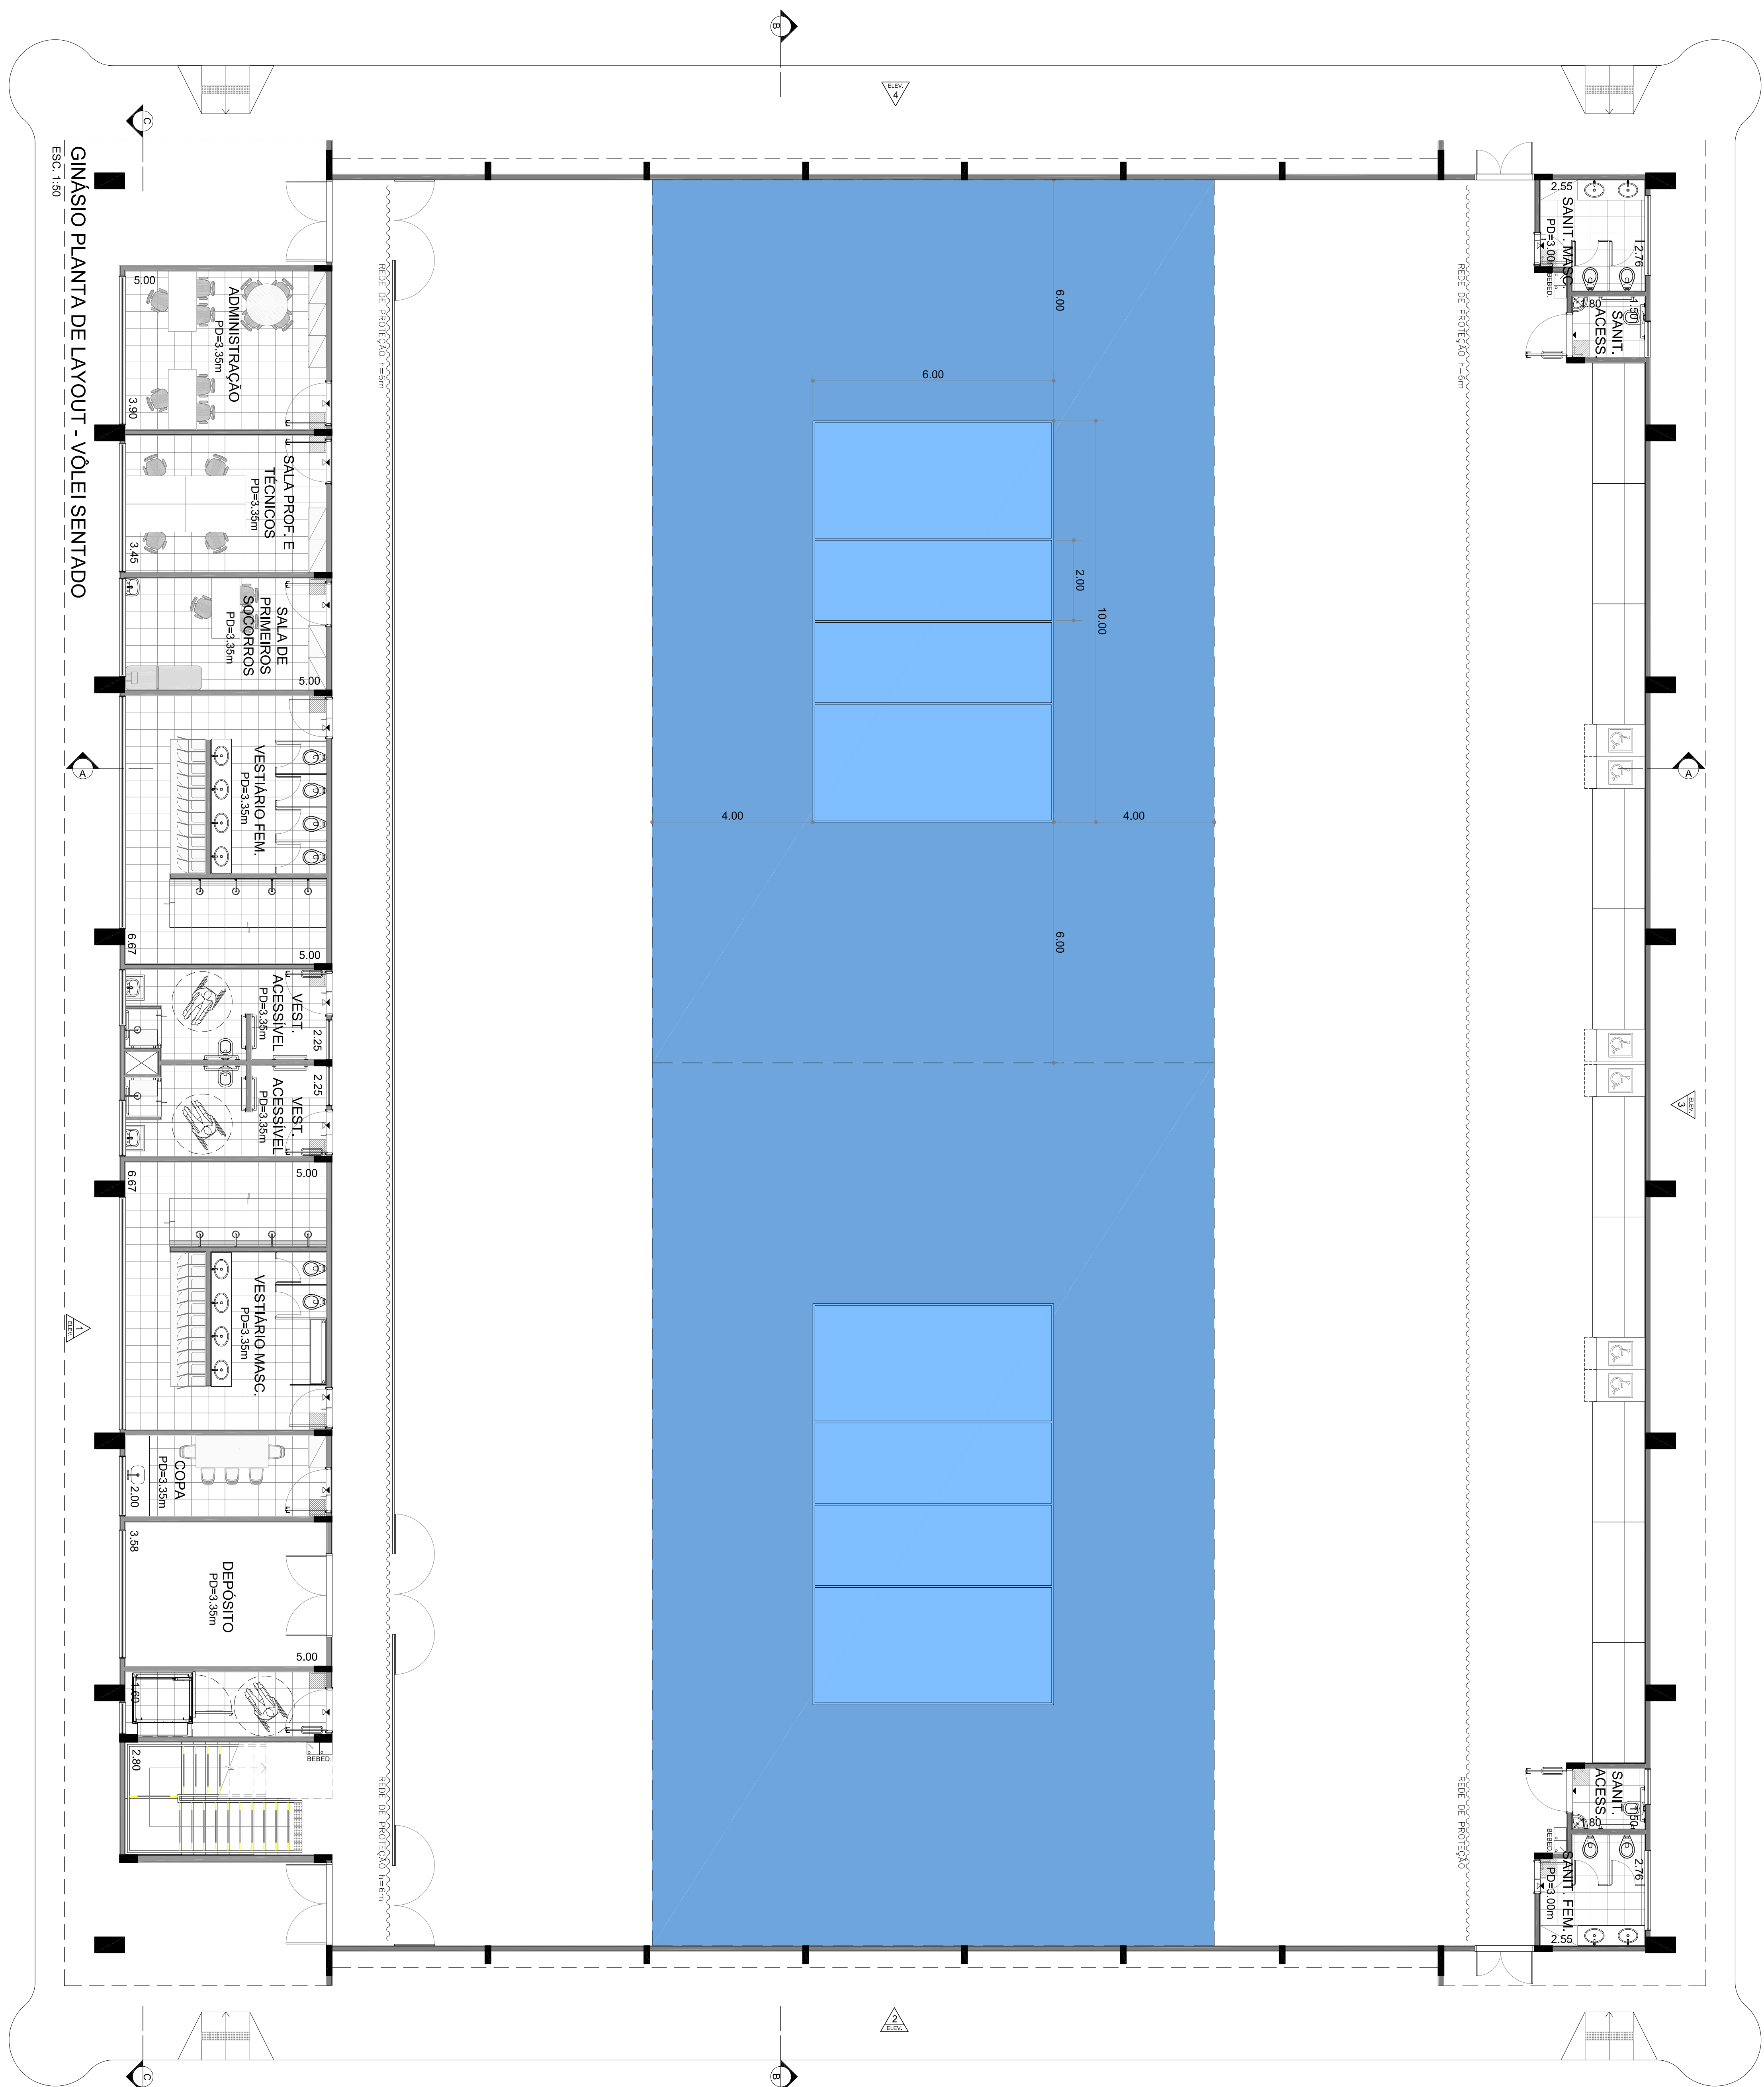 GINÁSIO PLANTA DE LAYOUT - VÔLEI SENTADO
ESC. 1:50
B
ELEV.
4
C
REDE DE PROTEÇÃO h=6m
REDE DE PROTEÇÃO h=6m
2.55
SANIT. MASC.
PD=3.00m
2.76
BEBED.
1.80
1.50
SANIT.
ACESS.
5.00
ADMINISTRAÇÃO
PD=3.35m
3.90
SALA PROF. E
TÉCNICOS
PD=3.35m
3.45
SALA DE
PRIMEIROS
SOCORROS
PD=3.35m
5.00
6.00
6.00
2.00
10.00
4.00
4.00
6.00
A
A
VESTIÁRIO FEM.
PD=3.35m
6.67
5.00
VEST.
ACESSÍVEL
PD=3.35m
2.25
2.25
VEST.
ACESSÍVEL
PD=3.35m
ELEV.
3
5.00
6.67
VESTIÁRIO MASC.
PD=3.35m
1
ELEV.
COPA
PD=3.35m
2.00
3.58
DEPÓSITO
PD=3.35m
5.00
1.60
BEBED.
2.80
REDE DE PROTEÇÃO h=6m
REDE DE PROTEÇÃO
SANIT.
ACESS.
1.50
1.80
BEBED.
SANIT. FEM.
PD=3.00m
2.76
2.55
2
ELEV.
C
B